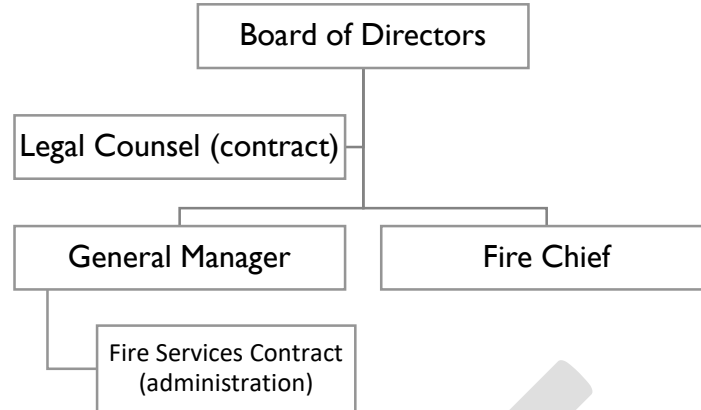 Board of Directors
Legal Counsel (contract)
General Manager
Fire Chief
Fire Services Contract
(administration)